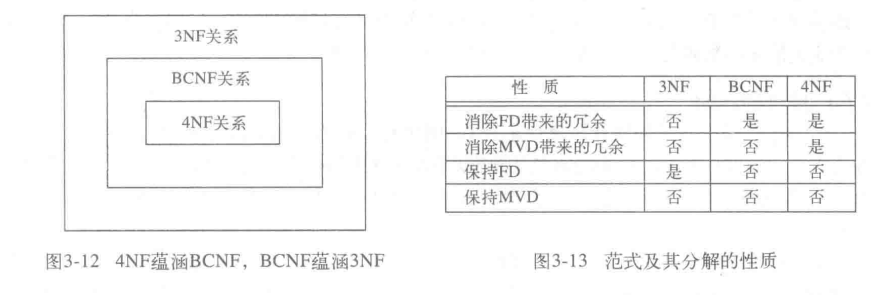 3NF关系
BCNF关系
4NF关系
图3-12 4NF蕴涵BCNF，BCNF蕴涵3NF
性 质 3NF BCNF 4NF
消除FD带来的冗余 否 是 是
消除MVD带来的冗余 否 否 是
保持FD 是 否 否
保持MVD 否 否 否
图3-13 范式及其分解的性质